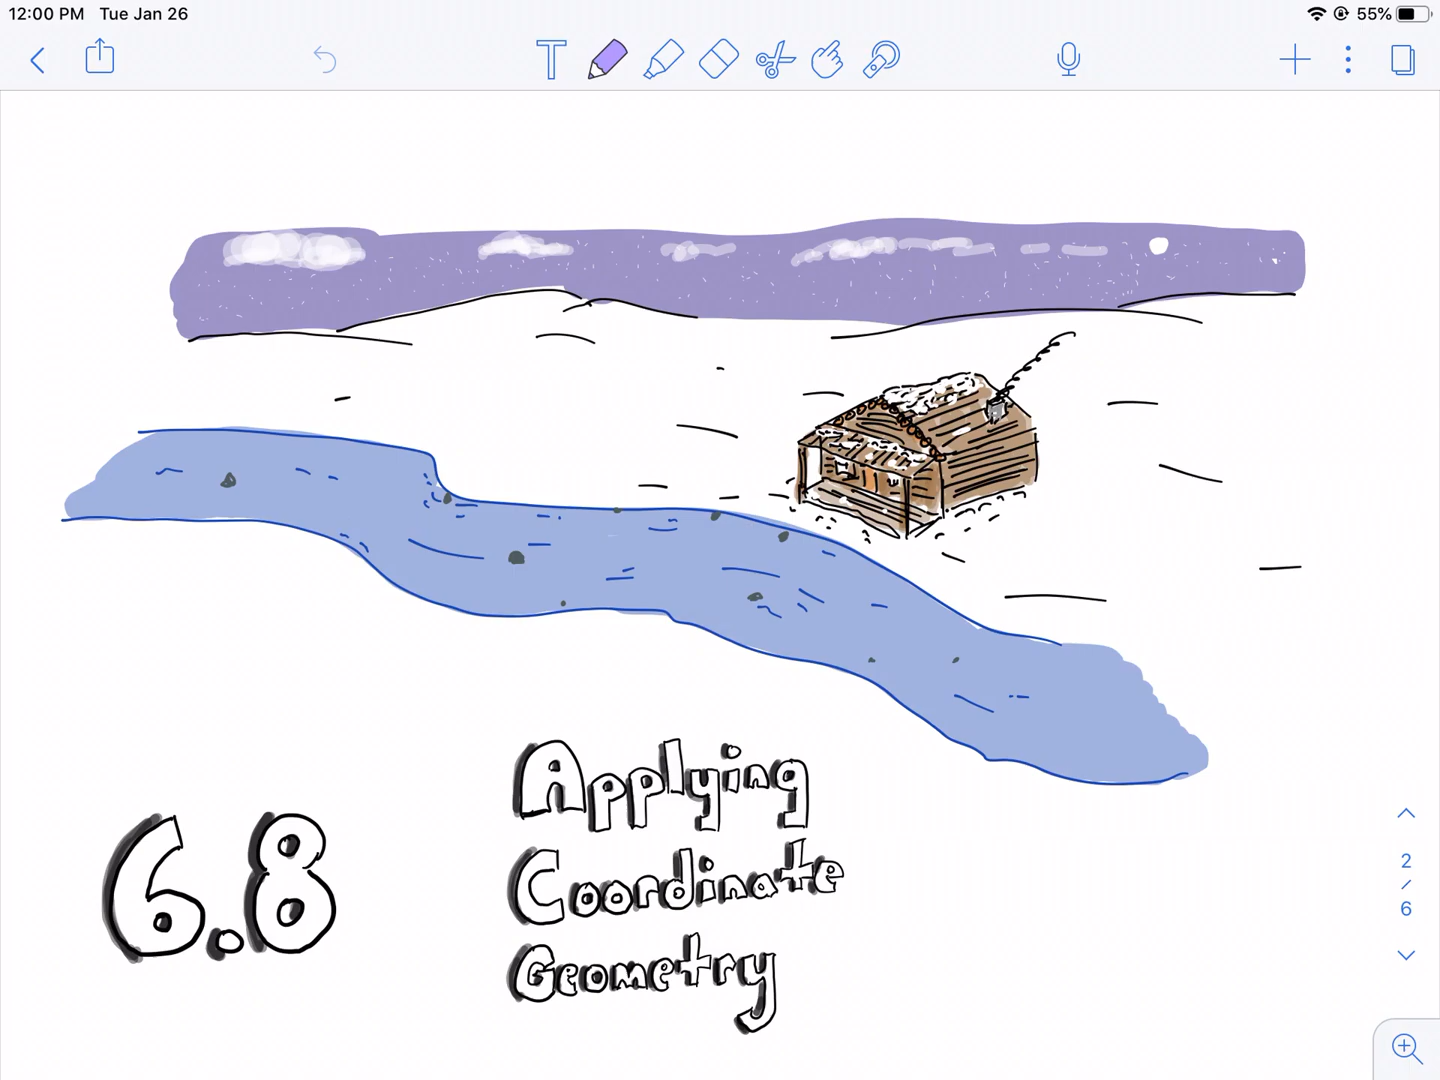 12:00 PM Tue Jan 26
55%
T
Applying
6.8
Coordinate
Geometry
2
/
6